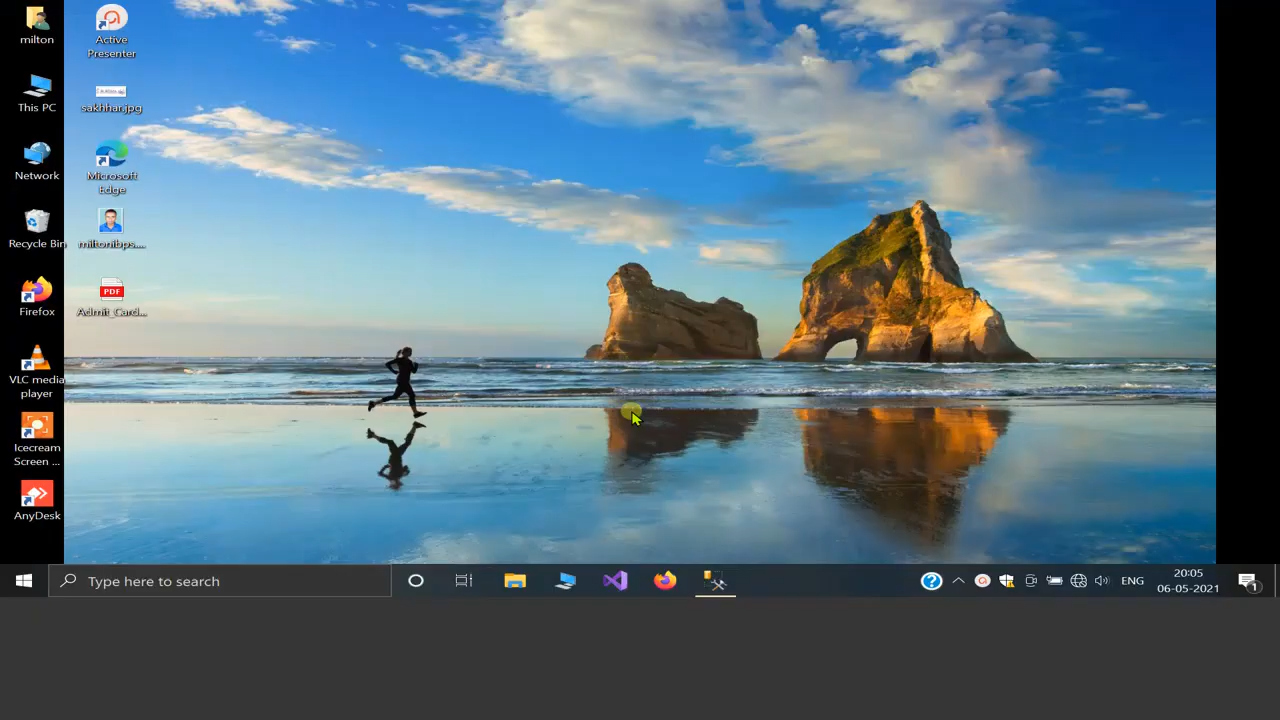 milton
Active
Presenter
This PC
sakhhar.jpg
Network
Microsoft
Edge
Recycle Bin
miltonibps....
Firefox
PDF
Admit_Card...
VLC media
player
Icecream
Screen ...
AnyDesk
Type here to search
?
ENG
20:05
06-05-2021
1